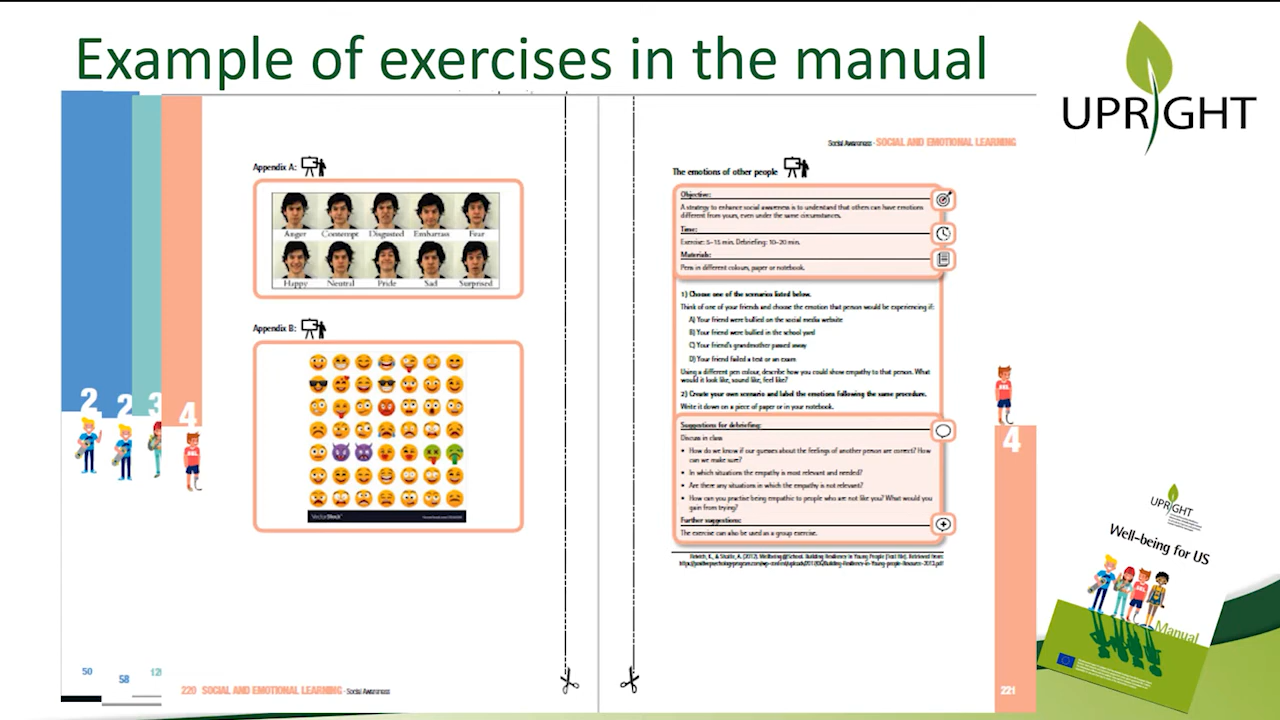 Example of exercises in the manual
UPRIGHT
Appendix A:
Anger Contempt Disgusted Embarrass Fear
Happy Neutral Pride Sad Surprised
Appendix B:
VectorStock
2 2 3 4
50
58
220 SOCIAL AND EMOTIONAL LEARNING · Social Awareness
Social Awareness · SOCIAL AND EMOTIONAL LEARNING
The emotions of other people
Objective:
A strategy to enhance social awareness is to understand that others can have emotions
different from yours, even under the same circumstances.
Time:
Exercise: 5–15 min. Debriefing: 10–20 min.
Materials:
Pens in different colours, paper or notebook.
1) Choose one of the scenarios listed below.
Think of one of your friends and choose the emotion that person would be experiencing if:
A) Your friend were bullied on the social media website
B) Your friend were bullied in the school yard
C) Your friend's grandmother passed away
D) Your friend failed a test or an exam
Using a different pen colour, describe how you could show empathy to that person. What
would it look like, sound like, feel like?
2) Create your own scenario and label the emotions following the same procedure.
Write it down on a piece of paper or in your notebook.
Suggestions for debriefing:
Discuss in class
• How do we know if our guesses about the feelings of another person are correct? How
can we make sure?
• In which situations the empathy is most relevant and needed?
• Are there any situations in which the empathy is not relevant?
• How can you practise being empathic to people who are not like you? What would you
gain from trying?
Further suggestions:
The exercise can also be used as a group exercise.
4
221
UPRIGHT
Well-being for US
Manual